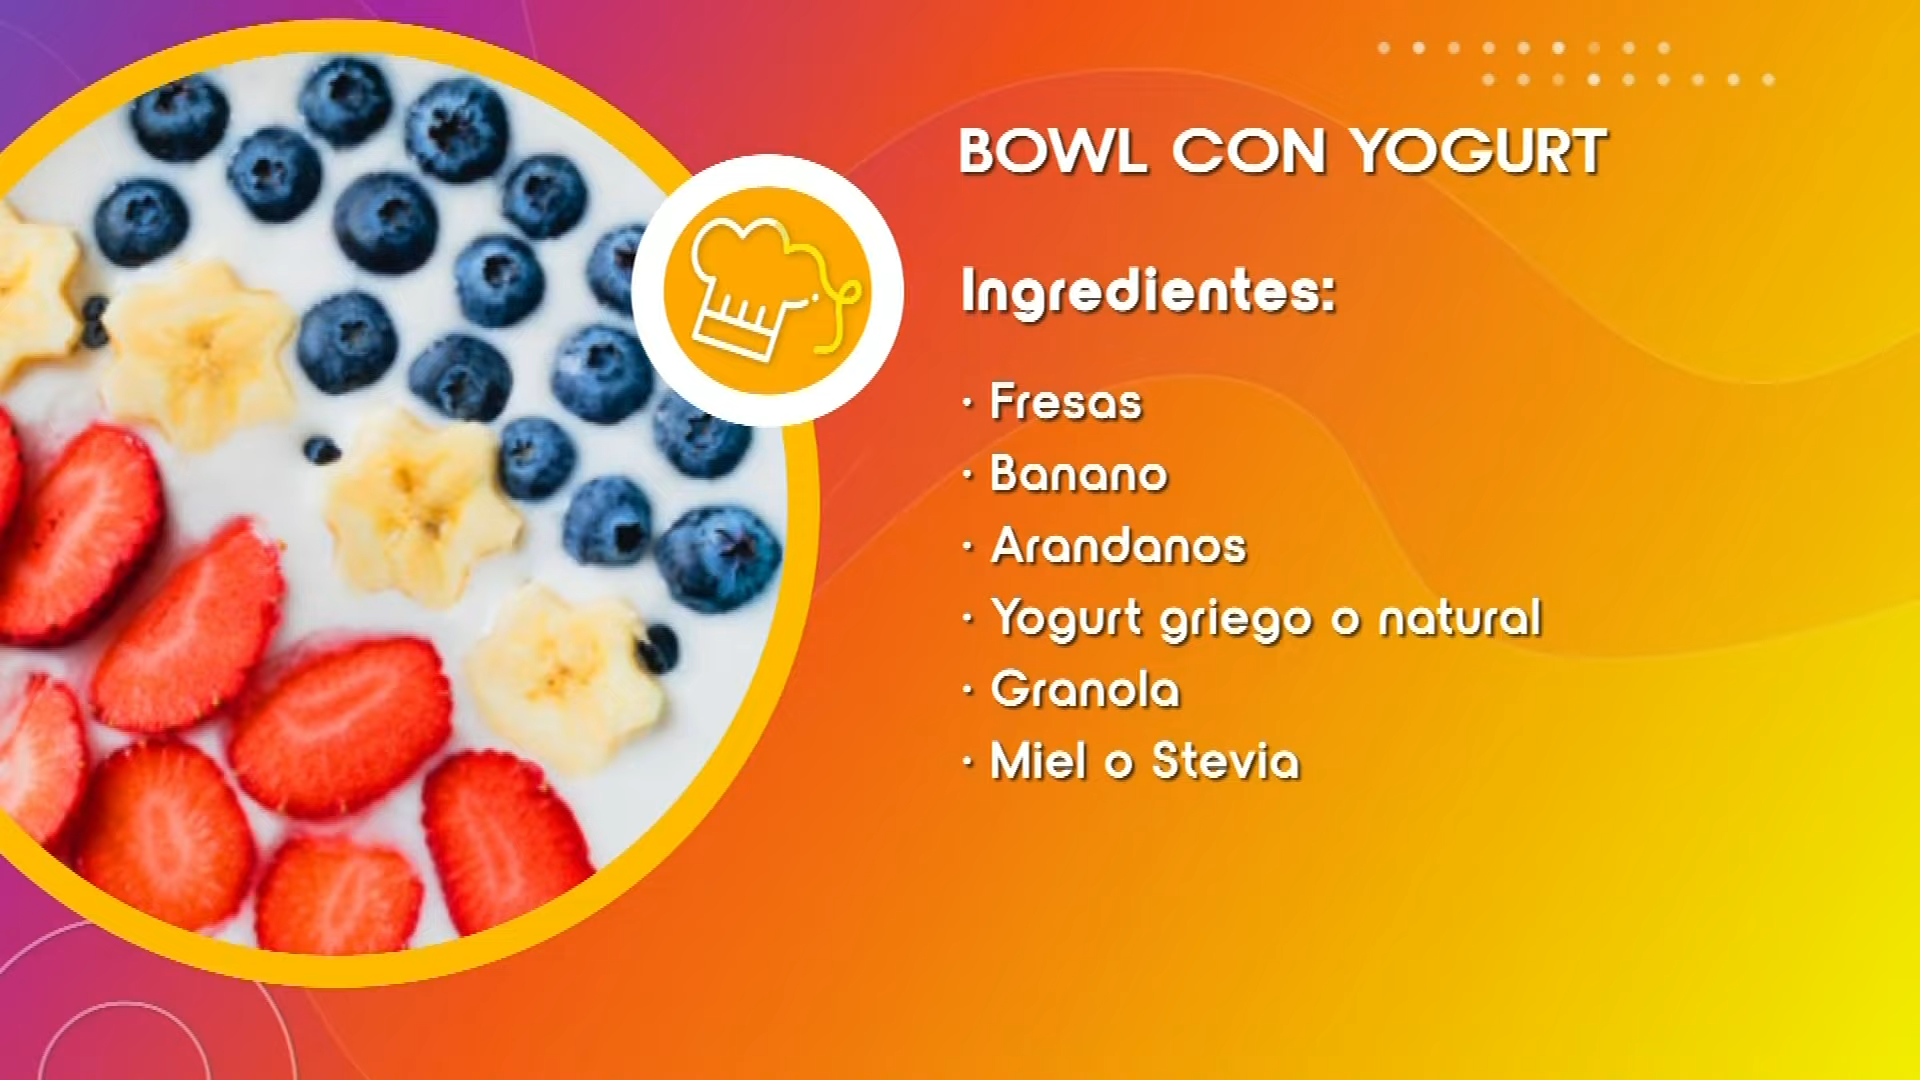 BOWL CON YOGURT
Ingredientes:
· Fresas
· Banano
· Arandanos
· Yogurt griego o natural
· Granola
· Miel o Stevia